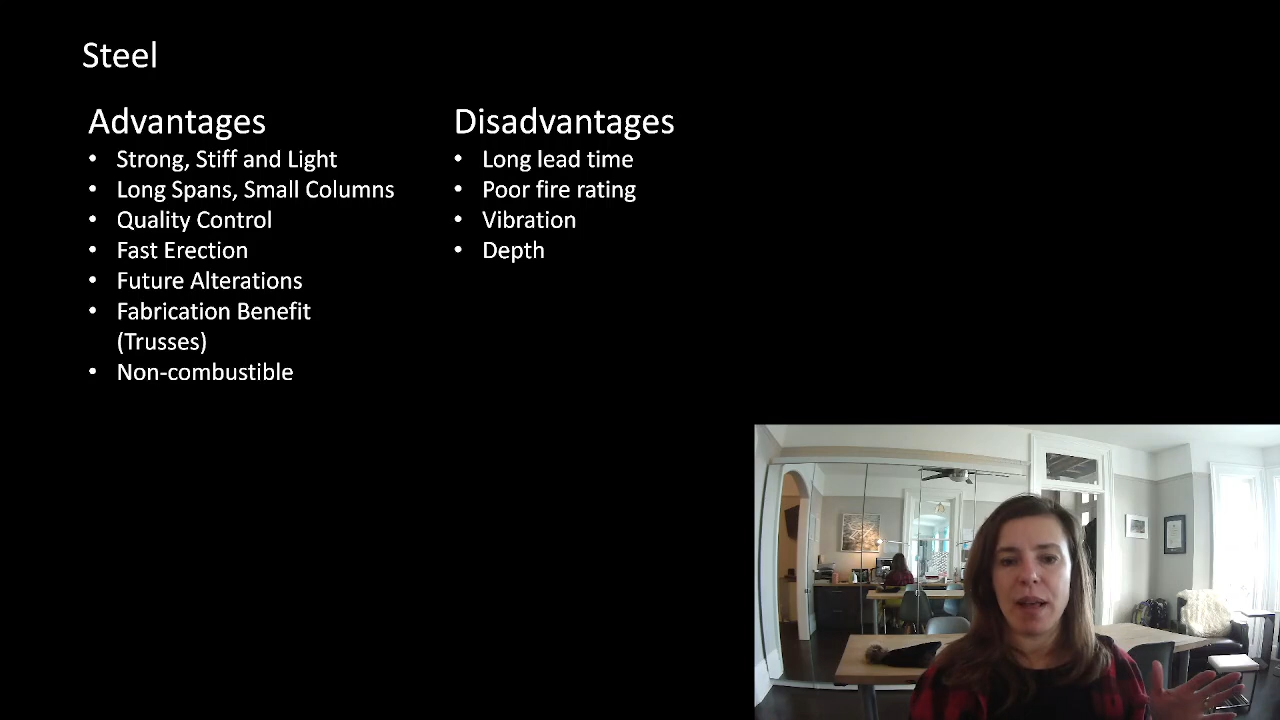 Steel
Advantages
• Strong, Stiff and Light
• Long Spans, Small Columns
• Quality Control
• Fast Erection
• Future Alterations
• Fabrication Benefit
(Trusses)
• Non-combustible
Disadvantages
• Long lead time
• Poor fire rating
• Vibration
• Depth